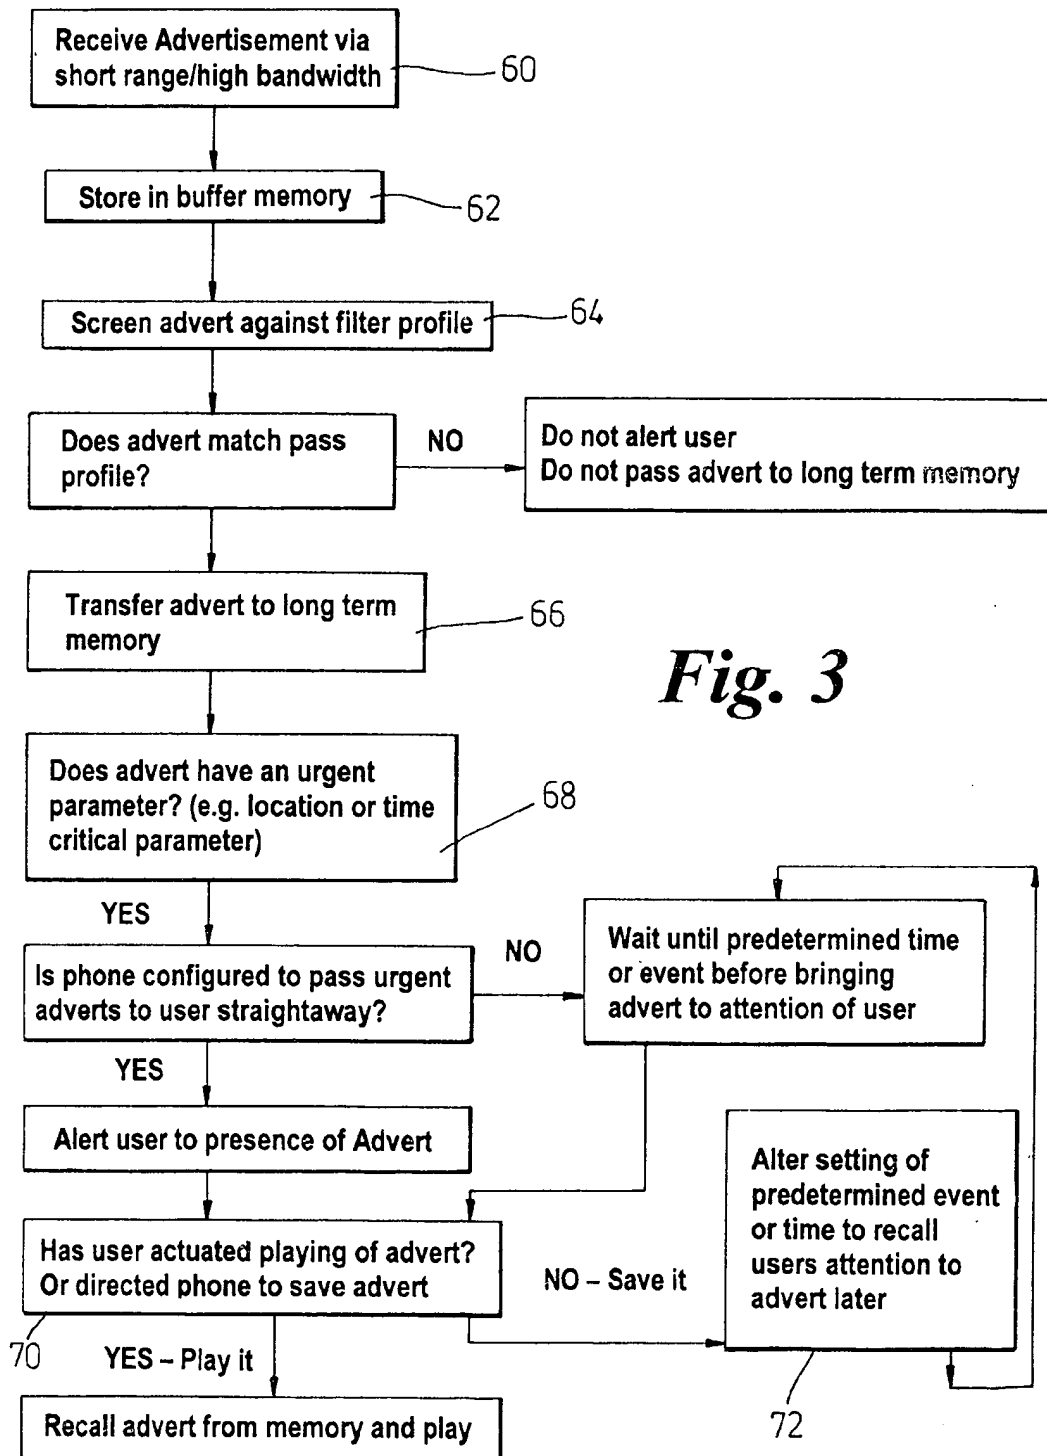 Receive Advertisement via
short range/high bandwidth
60
Store in buffer memory
62
Screen advert against filter profile
64
Does advert match pass
profile?
NO
Do not alert user
Do not pass advert to long term memory
Transfer advert to long term
memory
66
Fig. 3
Does advert have an urgent
parameter? (e.g. location or time
critical parameter)
68
YES
Is phone configured to pass urgent
adverts to user straightaway?
NO
Wait until predetermined time
or event before bringing
advert to attention of user
YES
Alert user to presence of Advert
Alter setting of
predetermined event
or time to recall
users attention to
advert later
Has user actuated playing of advert?
Or directed phone to save advert
NO – Save it
70
YES – Play it
72
Recall advert from memory and play